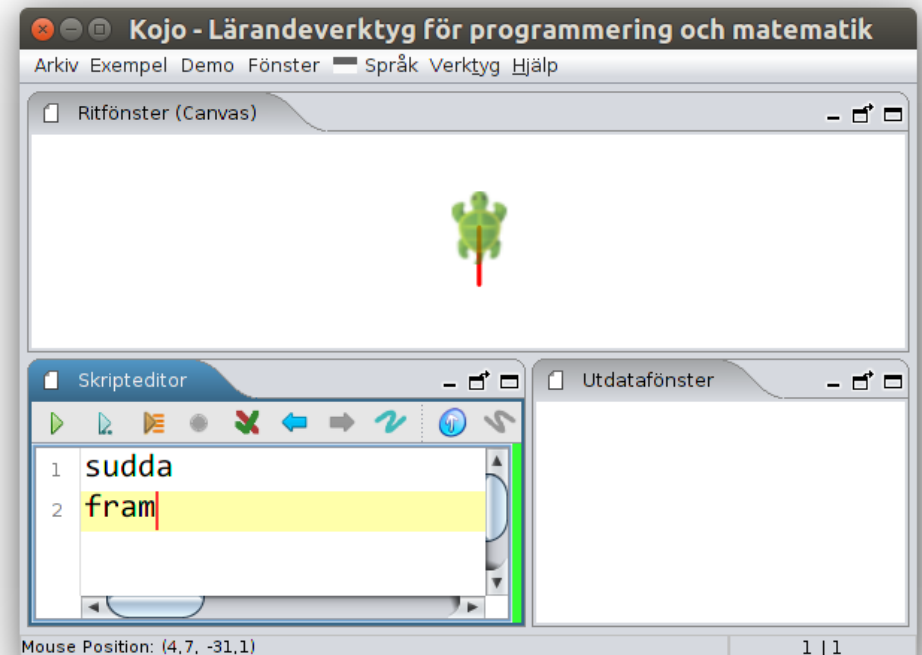 Kojo - Lärandeverktyg för programmering och matematik
Arkiv Exempel Demo Fönster Språk Verktyg Hjälp
Ritfönster (Canvas)
Skripteditor
Utdatafönster
1 sudda
2 fram
Mouse Position: (4,7, -31,1)
1|1